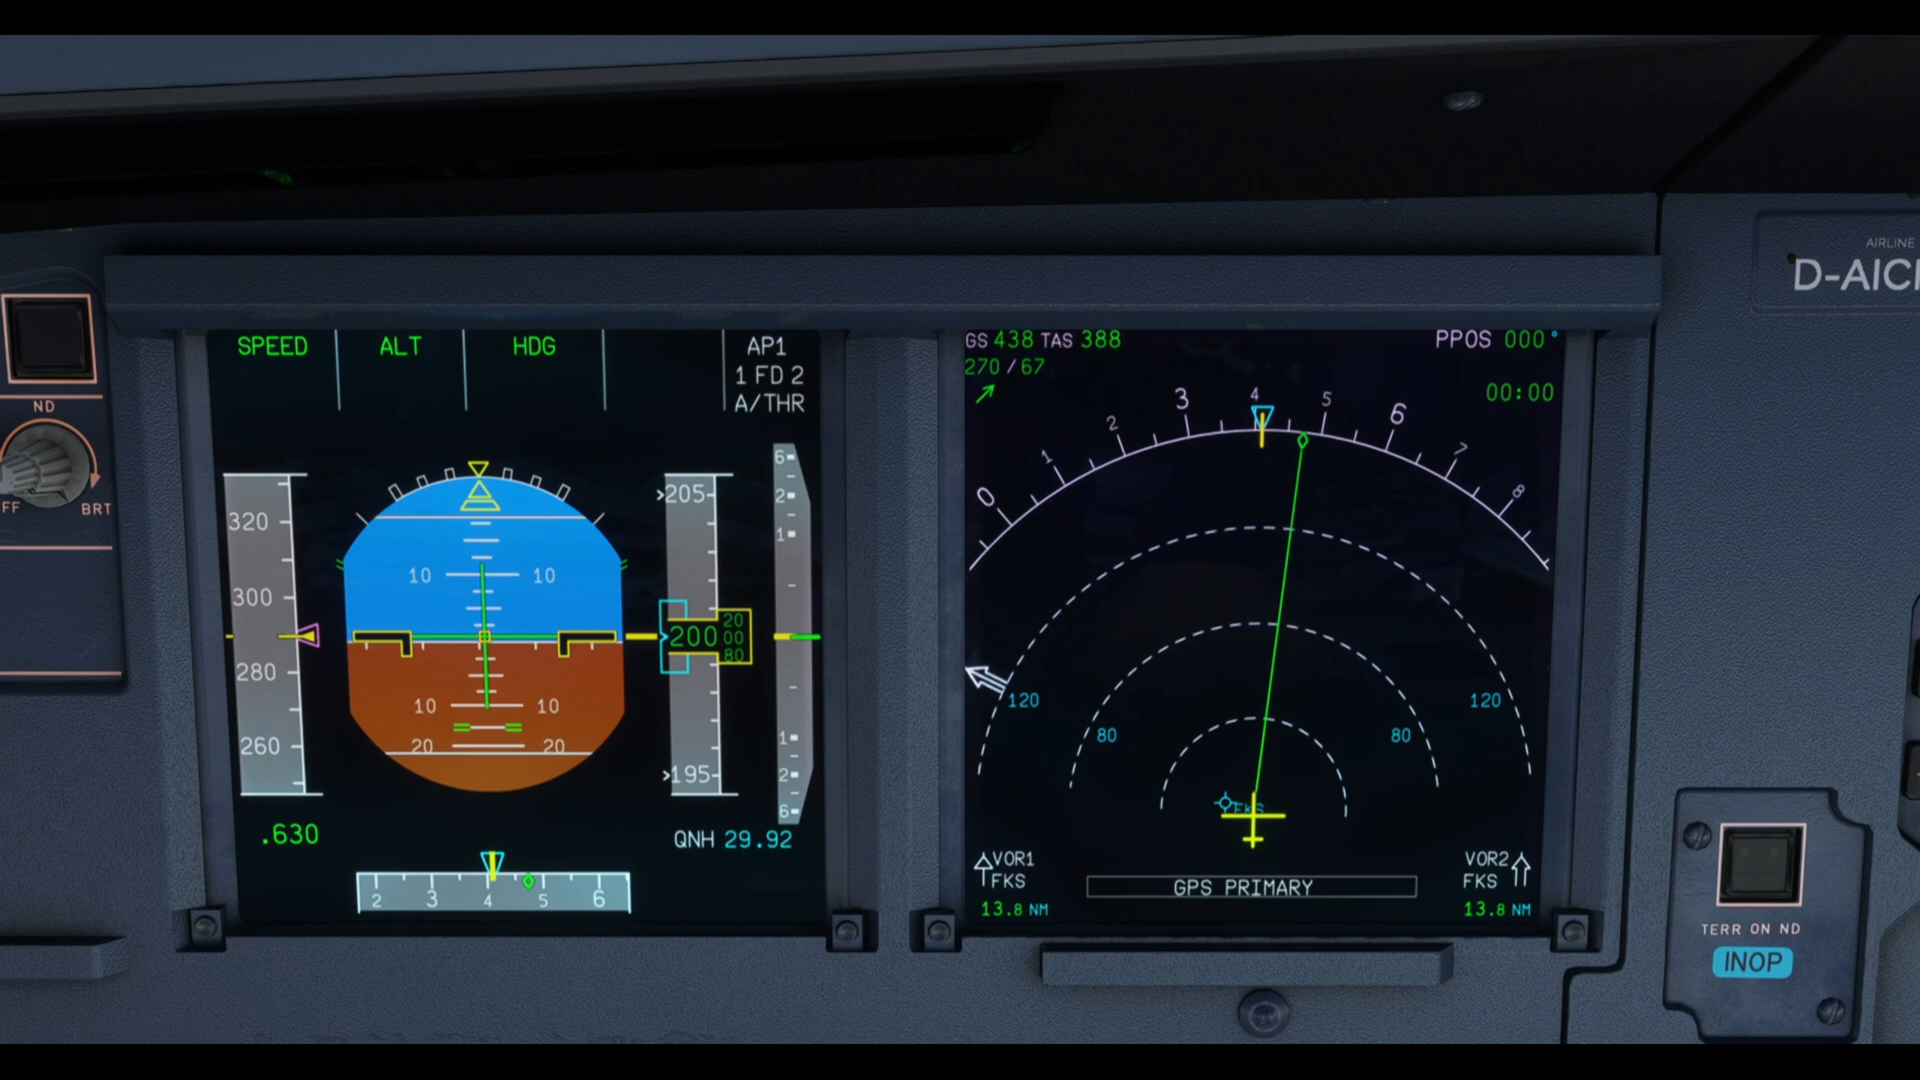 AIRLINE
D-AIC
ND
FF
BRT
SPEED
ALT
HDG
AP1
1 FD 2
A/THR
320
300
280
260
.630
10
10
10
10
20
20
205
200
20
00
80
195
6
2
1
1
2
6
QNH 29.92
2
3
4
5
6
GS 438 TAS 388
270 / 67
PPOS 000°
00:00
0
1
2
3
4
5
6
7
8
120
120
80
80
FKS
VOR1
FKS
13.8 NM
GPS PRIMARY
VOR2
FKS
13.8 NM
TERR ON ND
INOP